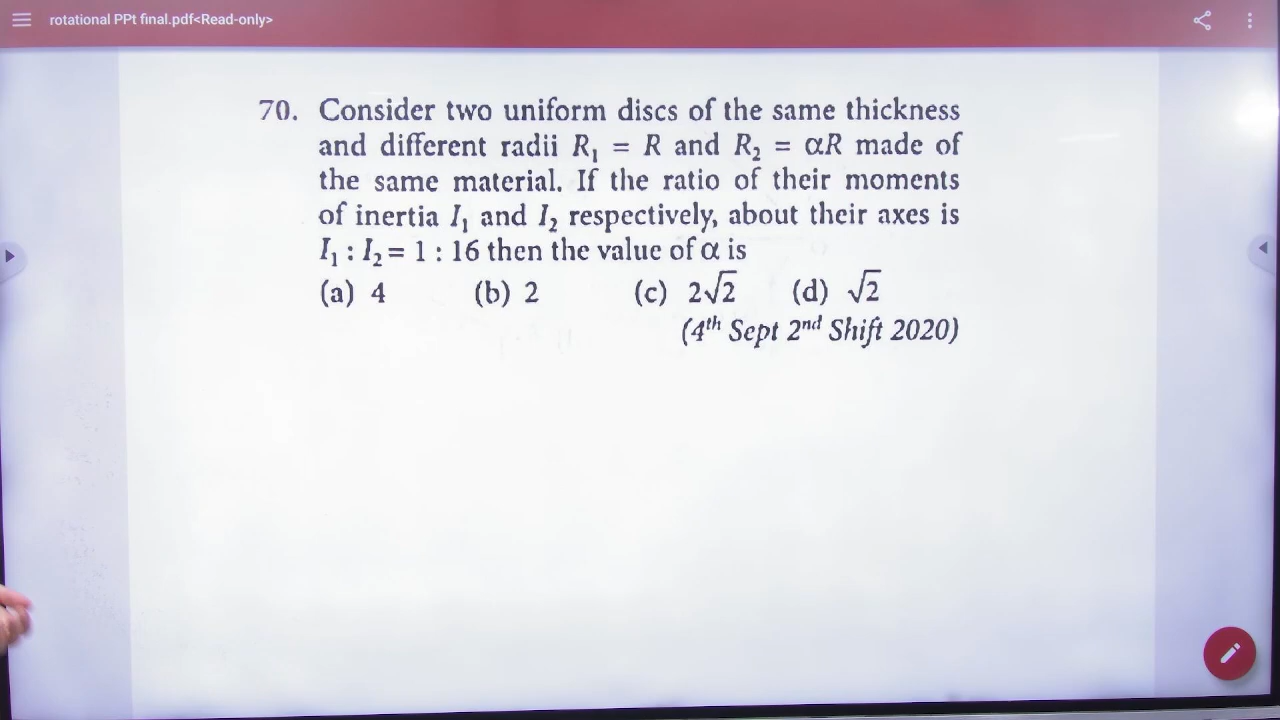 rotational PPt final.pdf<Read-only>
70. Consider two uniform discs of the same thickness
and different radii R₁ = R and R₂ = αR made of
the same material. If the ratio of their moments
of inertia I₁ and I₂ respectively, about their axes is
I₁ : I₂ = 1 : 16 then the value of α is
(a) 4 (b) 2 (c) 2√2 (d) √2
(4ᵗʰ Sept 2ⁿᵈ Shift 2020)